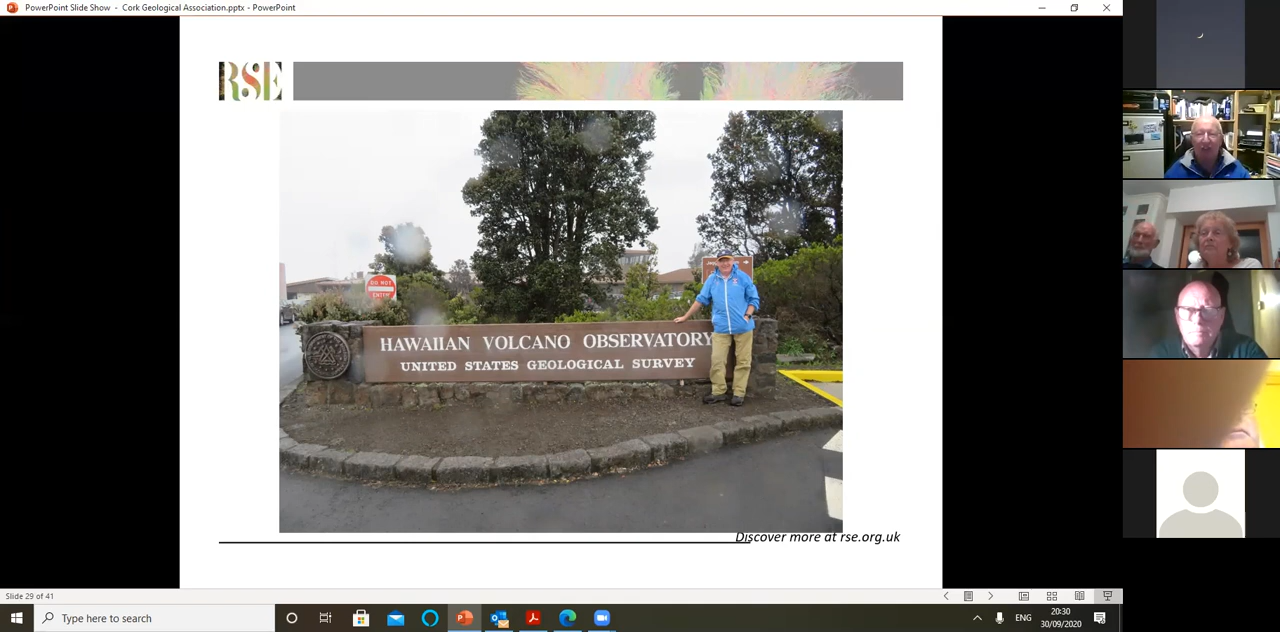 PowerPoint Slide Show - Cork Geological Association.pptx - PowerPoint
RSE
DO NOT
ENTER
HAWAIIAN VOLCANO OBSERVATORY
UNITED STATES GEOLOGICAL SURVEY
Discover more at rse.org.uk
Slide 29 of 41
Type here to search
ENG
20:30
30/09/2020